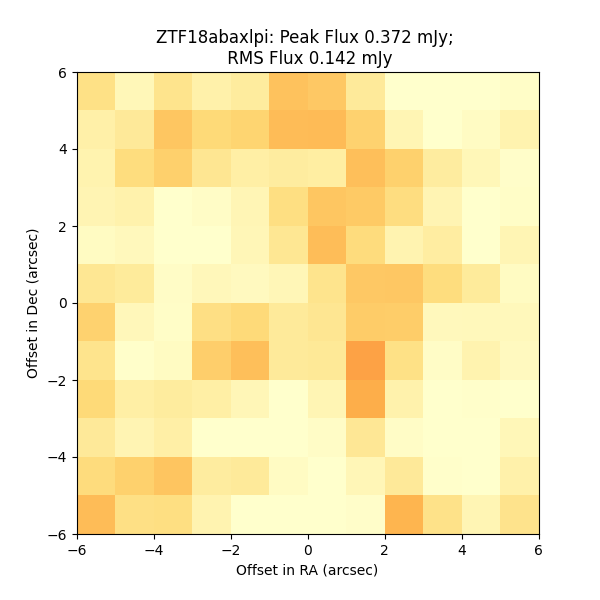 ZTF18abaxlpi: Peak Flux 0.372 mJy;
RMS Flux 0.142 mJy
6
4
2
0
−2
−4
−6
Offset in Dec (arcsec)
−6 −4 −2 0 2 4 6
Offset in RA (arcsec)